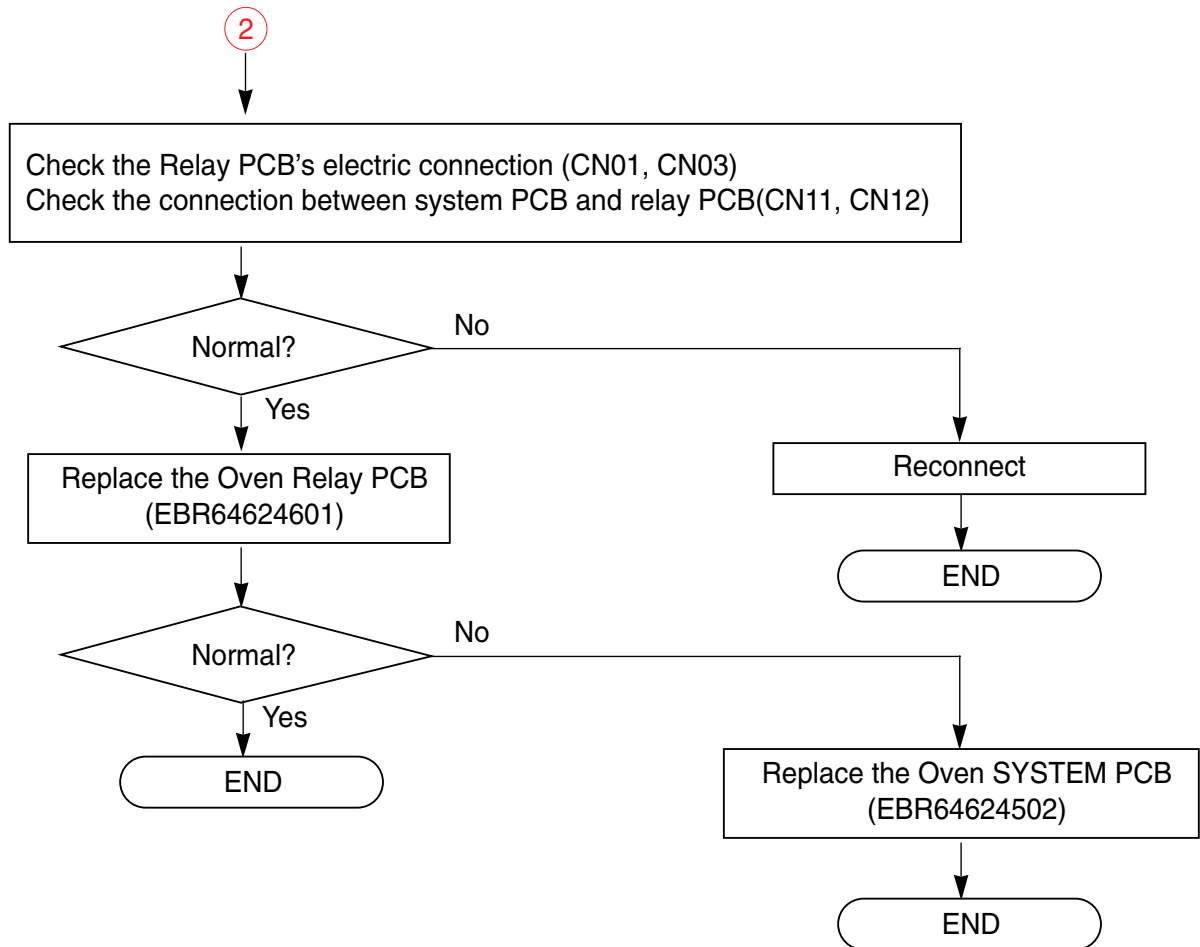 2
Check the Relay PCB's electric connection (CN01, CN03)
Check the connection between system PCB and relay PCB(CN11, CN12)
Normal?
No
Yes
Replace the Oven Relay PCB
(EBR64624601)
Reconnect
END
Normal?
No
Yes
END
Replace the Oven SYSTEM PCB
(EBR64624502)
END